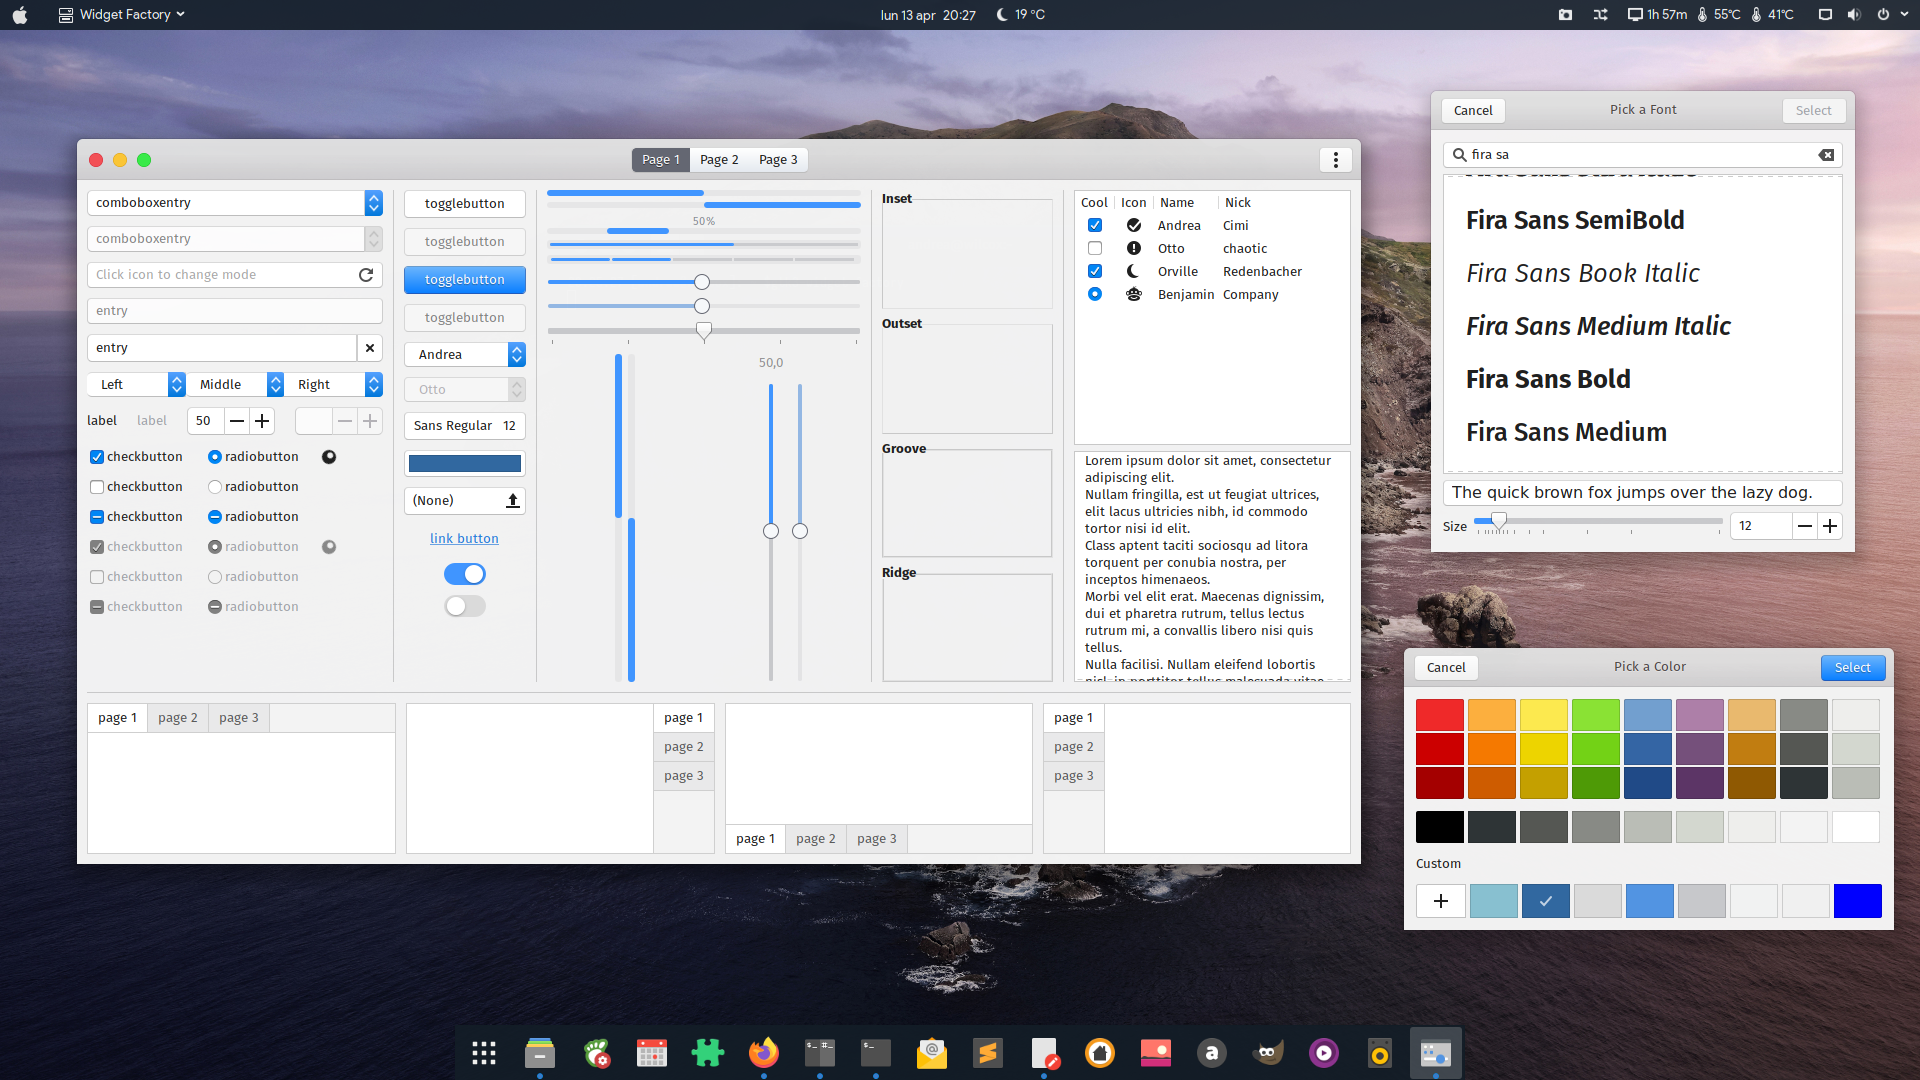 Widget Factory
lun 13 apr 20:27
19 °C
1h 57m
55°C
41°C
Page 1
Page 2
Page 3
comboboxentry
comboboxentry
Click icon to change mode
entry
entry
Left
Middle
Right
label
label
50
checkbutton
radiobutton
checkbutton
radiobutton
checkbutton
radiobutton
checkbutton
radiobutton
checkbutton
radiobutton
checkbutton
radiobutton
togglebutton
togglebutton
togglebutton
togglebutton
Andrea
Otto
Sans Regular 12
(None)
link button
50%
50,0
Inset
Outset
Groove
Ridge
Cool Icon Name Nick
Andrea Cimi
Otto chaotic
Orville Redenbacher
Benjamin Company
Lorem ipsum dolor sit amet, consectetur
adipiscing elit.
Nullam fringilla, est ut feugiat ultrices,
elit lacus ultricies nibh, id commodo
tortor nisi id elit.
Class aptent taciti sociosqu ad litora
torquent per conubia nostra, per
inceptos himenaeos.
Morbi vel elit erat. Maecenas dignissim,
dui et pharetra rutrum, tellus lectus
rutrum mi, a convallis libero nisi quis
tellus.
Nulla facilisi. Nullam eleifend lobortis
nisl, in porttitor tellus malesuada vitae.
page 1
page 2
page 3
page 1
page 2
page 3
page 1
page 2
page 3
page 1
page 2
page 3
Cancel
Pick a Font
Select
fira sa
Fira Sans SemiBold
Fira Sans Book Italic
Fira Sans Medium Italic
Fira Sans Bold
Fira Sans Medium
The quick brown fox jumps over the lazy dog.
Size
12
Cancel
Pick a Color
Select
Custom